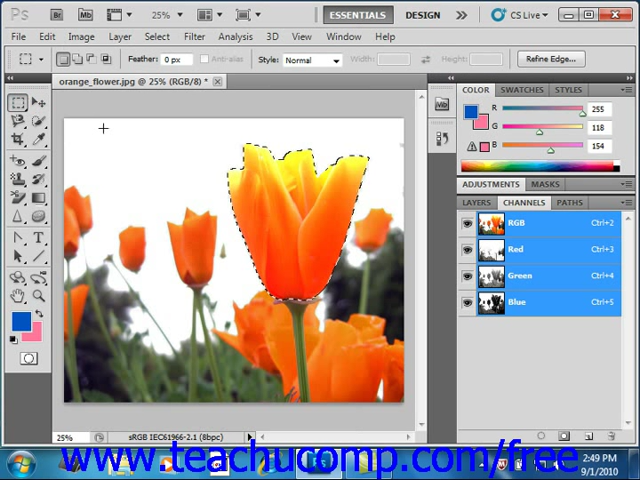 Ps Br Mb 25% ESSENTIALS DESIGN CS Live
File Edit Image Layer Select Filter Analysis 3D View Window Help
Feather: 0 px Anti-alias Style: Normal Width: Height: Refine Edge...
orange_flower.jpg @ 25% (RGB/8) *
COLOR SWATCHES STYLES
R 255
G 118
B 154
ADJUSTMENTS MASKS
LAYERS CHANNELS PATHS
RGB Ctrl+2
Red Ctrl+3
Green Ctrl+4
Blue Ctrl+5
25% sRGB IEC61966-2.1 (8bpc)
www.teachucomp.com/free
2:49 PM
9/1/2010